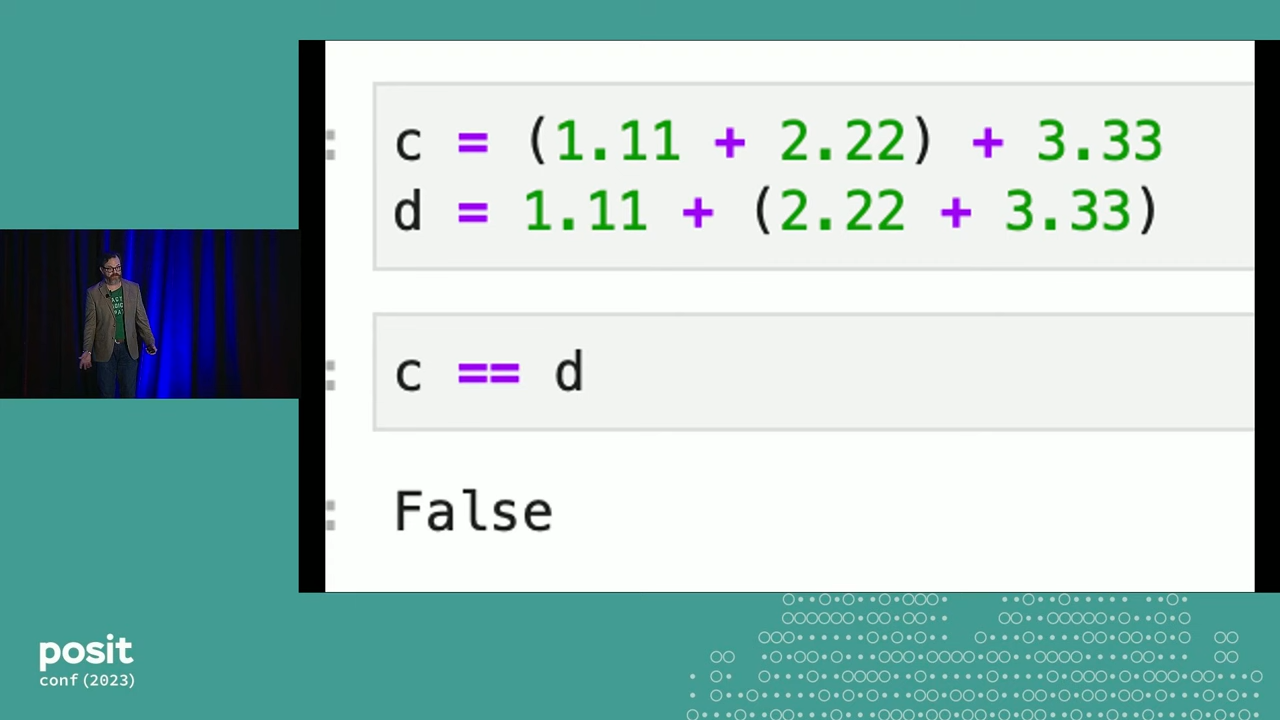 c = (1.11 + 2.22) + 3.33
d = 1.11 + (2.22 + 3.33)
c == d
False
posit
conf(2023)